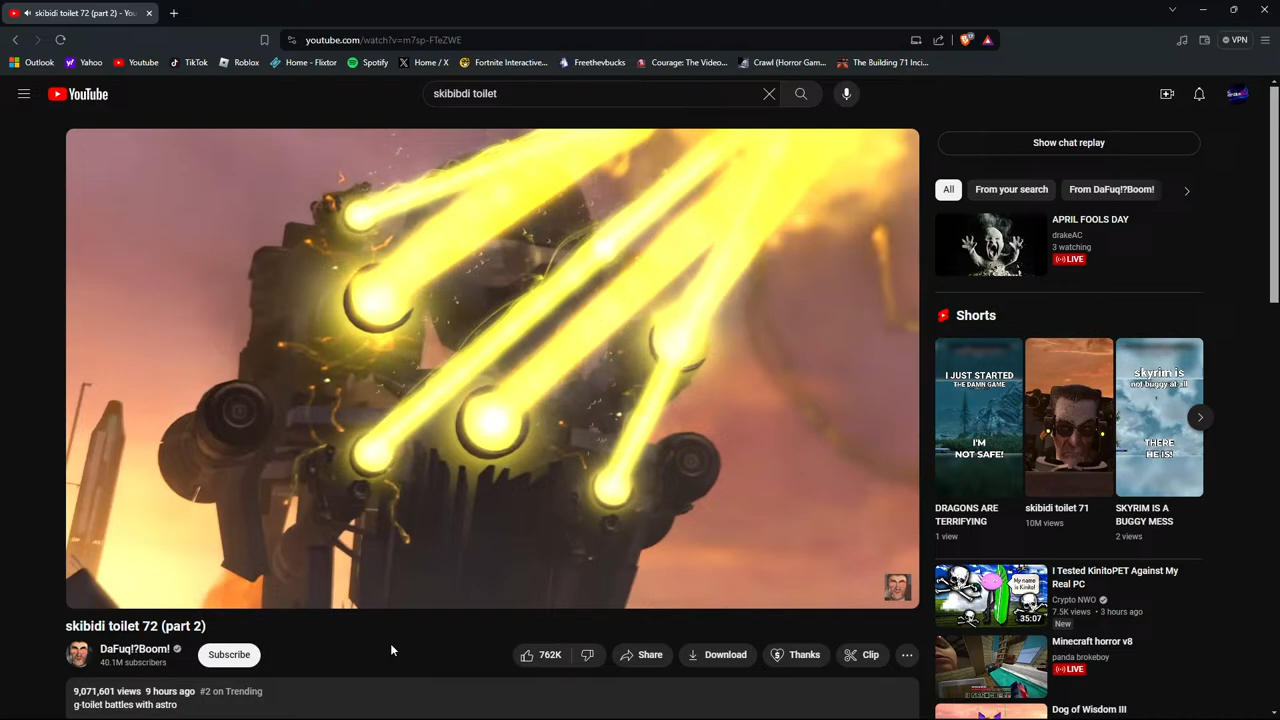 skibidi toilet 72 (part 2) - You
youtube.com/watch?v=m7sp-FTeZWE
VPN
Outlook
Yahoo
Youtube
TikTok
Roblox
Home - Flixtor
Spotify
Home / X
Fortnite Interactive...
Freethevbucks
Courage: The Video...
Crawl (Horror Gam...
The Building 71 Inci...
YouTube
skibibdi toilet
Show chat replay
All
From your search
From DaFuq!?Boom!
APRIL FOOLS DAY
drakeAC
3 watching
LIVE
Shorts
I JUST STARTED
THE DAMN GAME
I'M
NOT SAFE!
skyrim is
not buggy at all
THERE
HE IS!
DRAGONS ARE
TERRIFYING
1 view
skibidi toilet 71
10M views
SKYRIM IS A
BUGGY MESS
2 views
My name
is Kinito!
35:07
I Tested KinitoPET Against My
Real PC
Crypto NWO
7.5K views • 3 hours ago
New
Minecraft horror v8
panda brokeboy
LIVE
Dog of Wisdom III
skibidi toilet 72 (part 2)
DaFuq!?Boom!
40.1M subscribers
Subscribe
762K
Share
Download
Thanks
Clip
9,071,601 views 9 hours ago #2 on Trending
g-toilet battles with astro